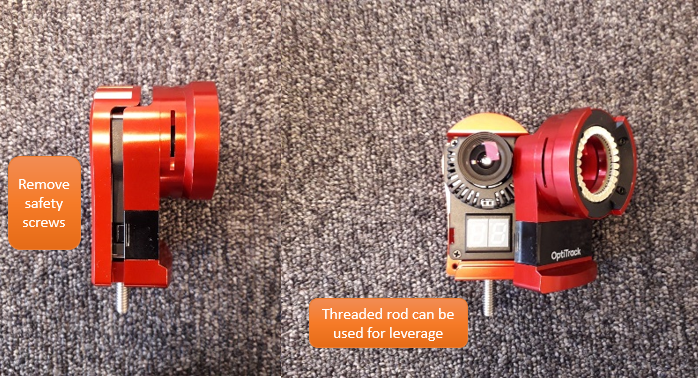 Remove
safety
screws
Threaded rod can be
used for leverage
OptiTrack